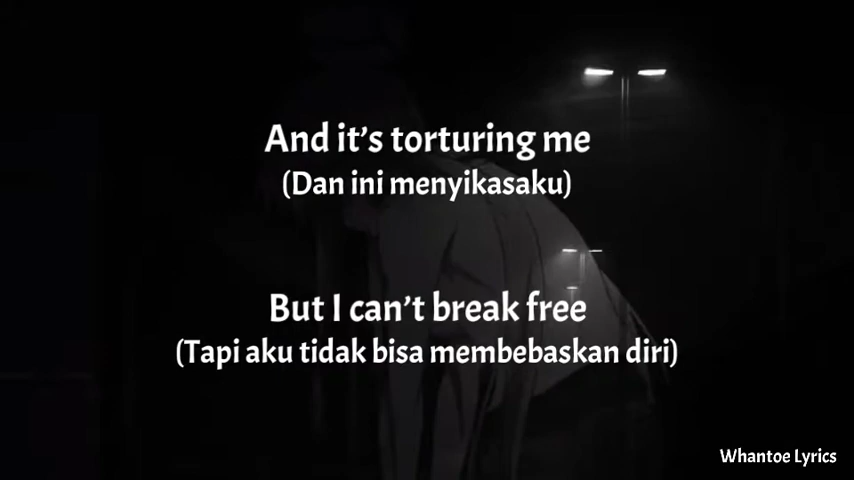 And it's torturing me
(Dan ini menyikasaku)
But I can't break free
(Tapi aku tidak bisa membebaskan diri)
Whantoe Lyrics